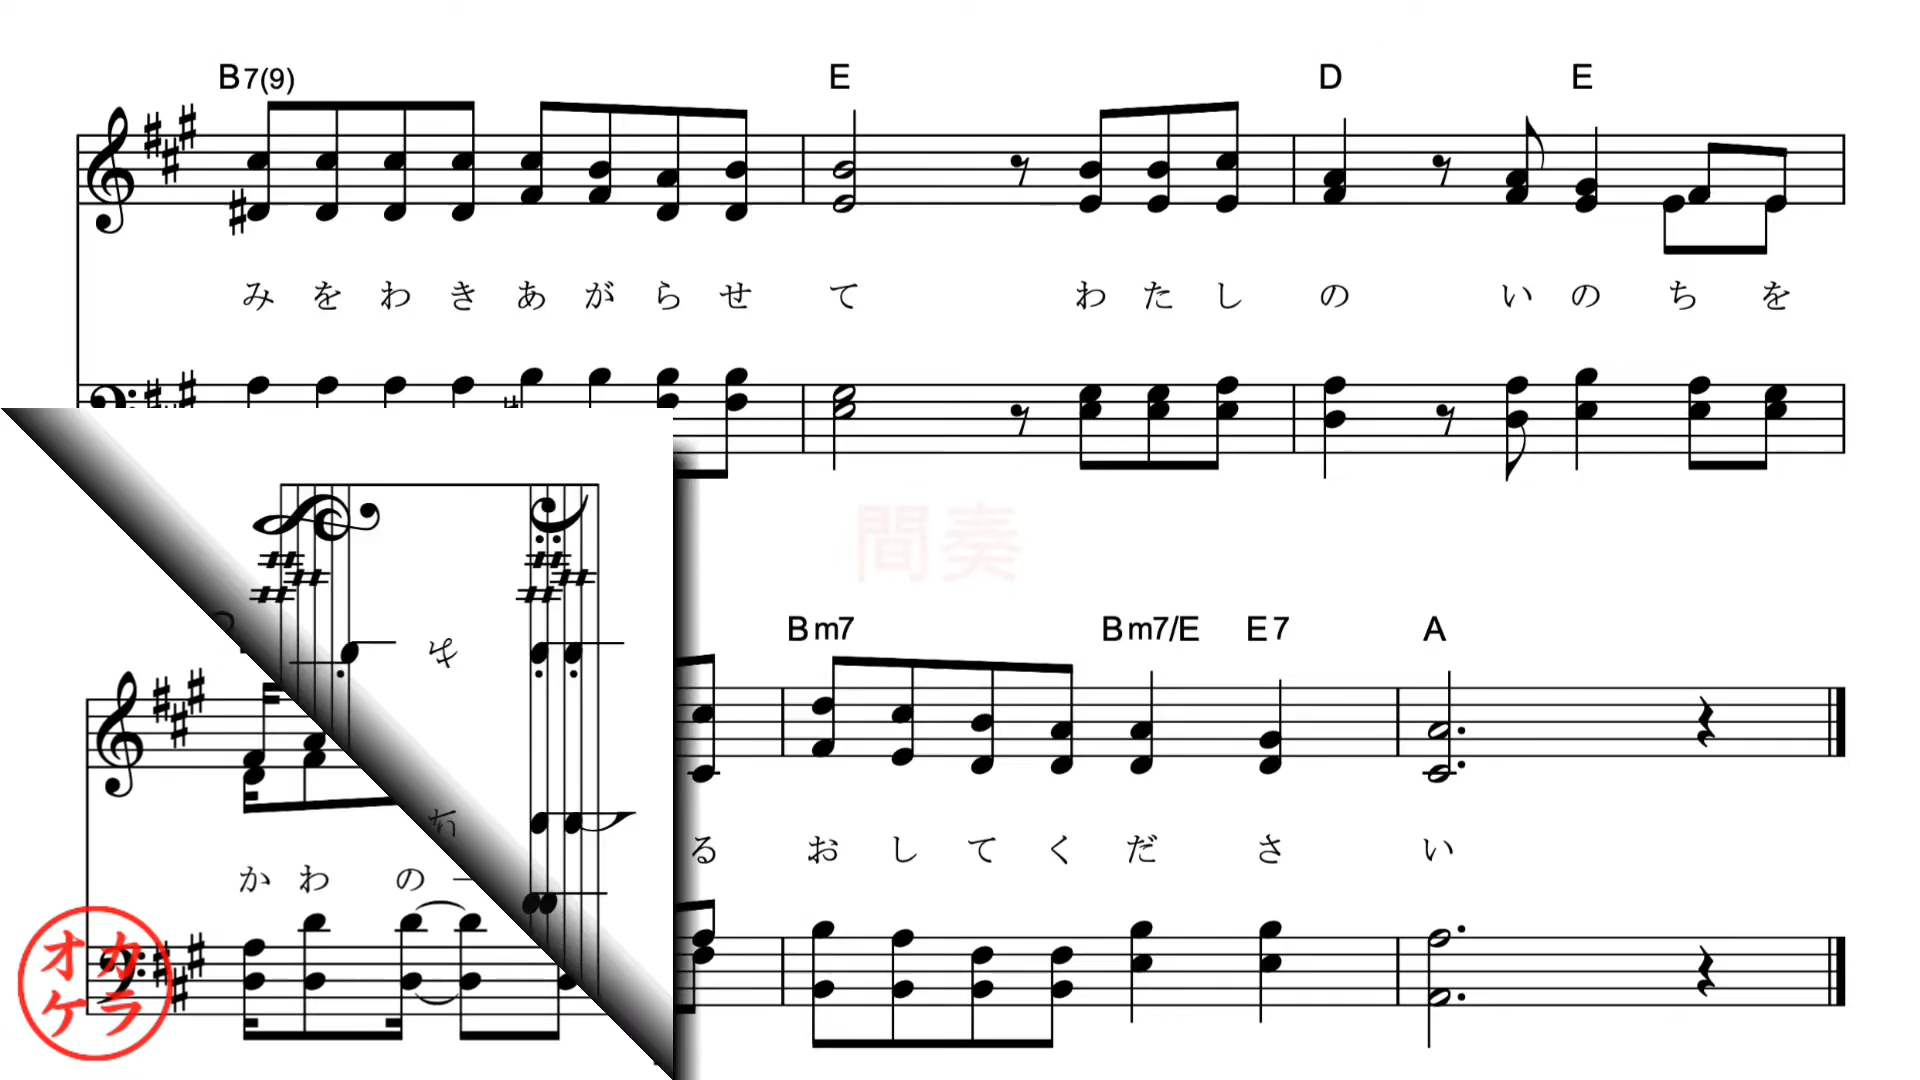 B7(9) E D E
みをわきあがらせて わたしの いのちを
間奏
Bm7 Bm7/E E7 A
る おしてくださ い
かわの
オカ
ケラ